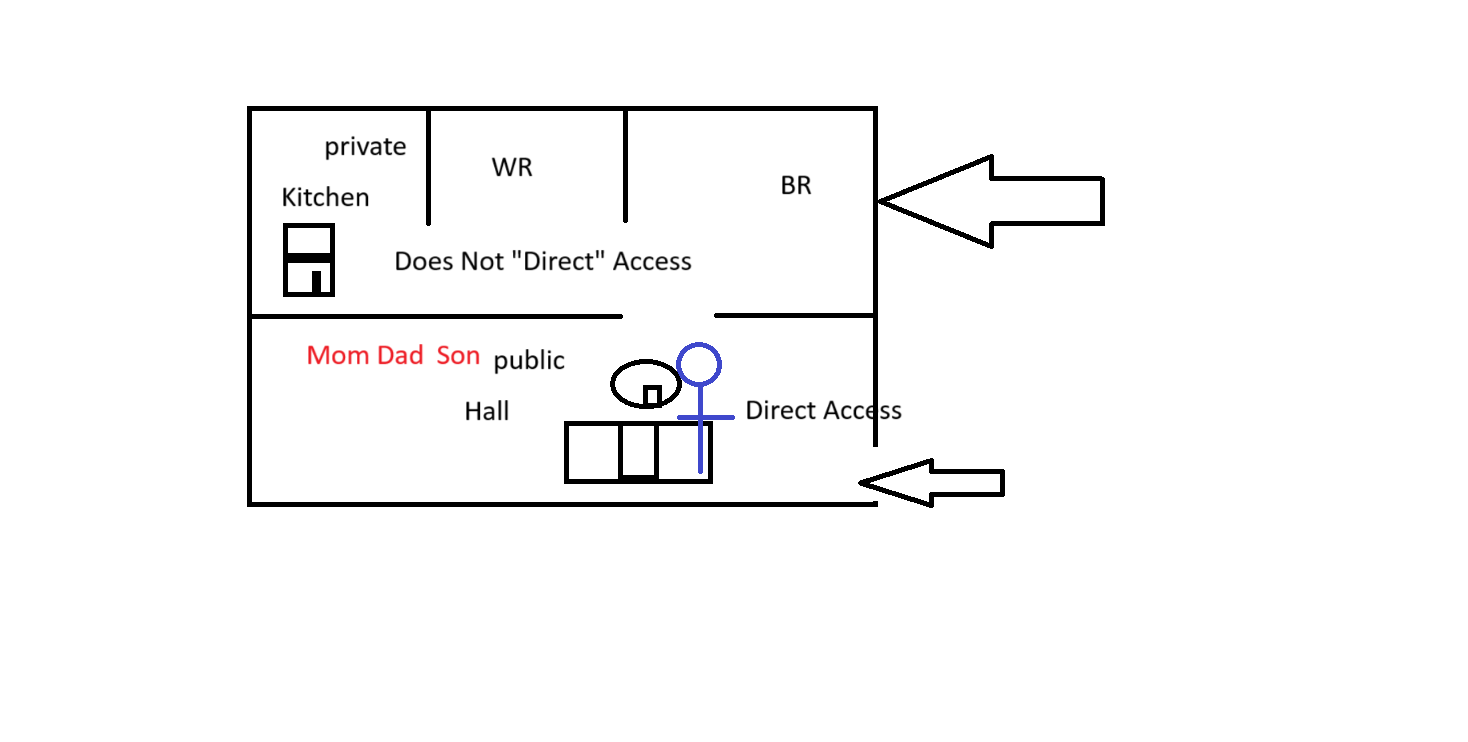 private
WR
BR
Kitchen
Does Not "Direct" Access
Mom Dad  Son public
Hall
Direct Access